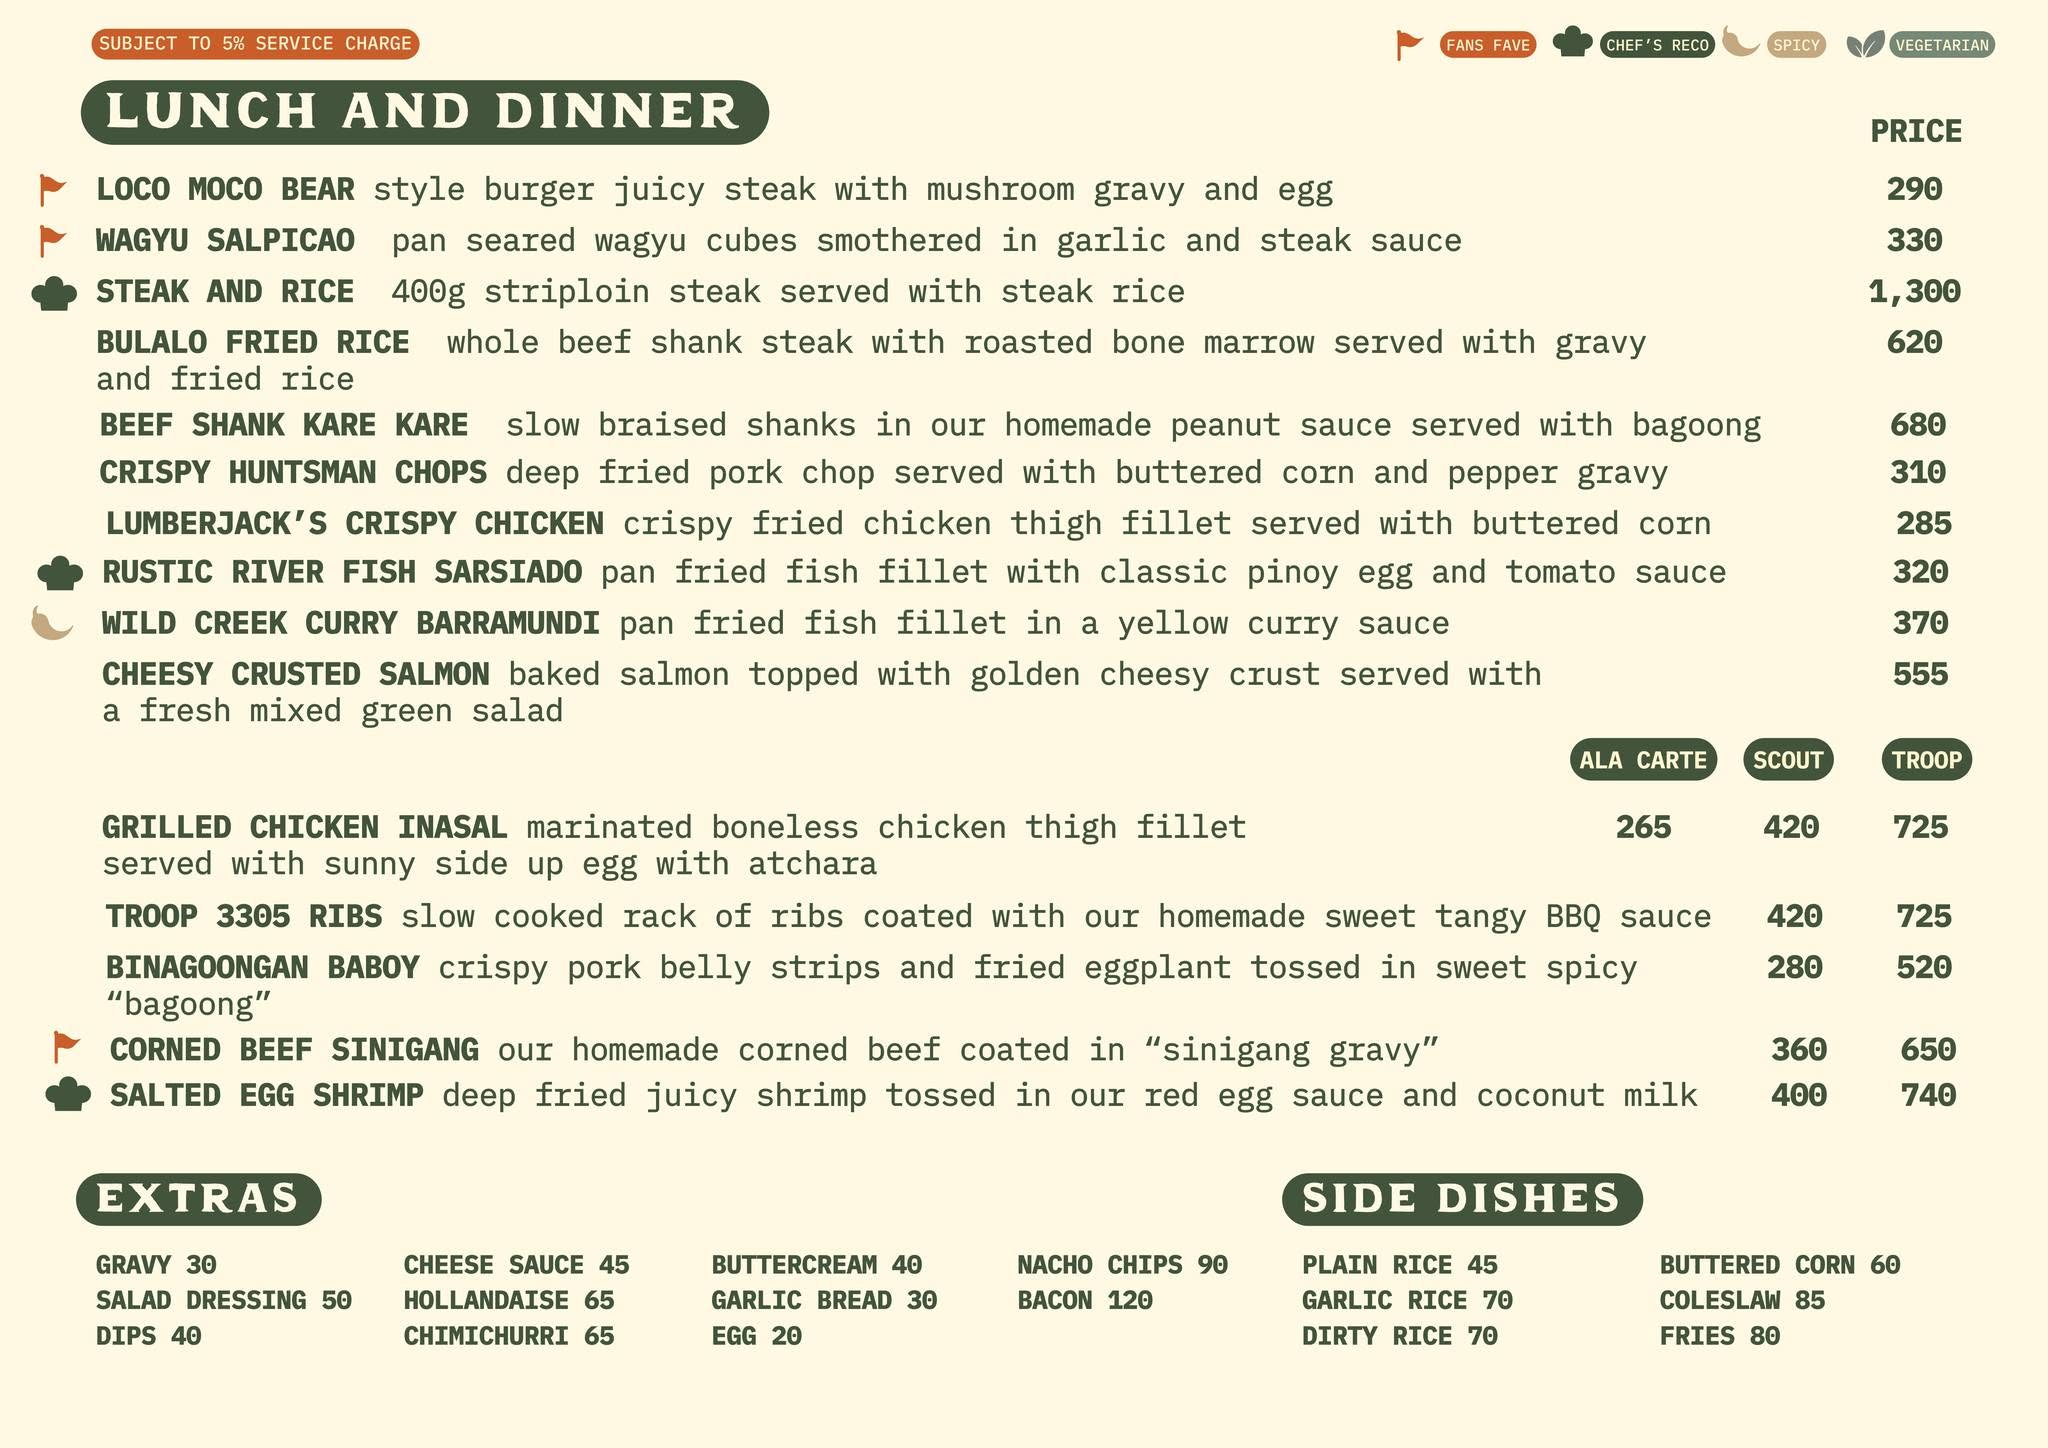 SUBJECT TO 5% SERVICE CHARGE
FANS FAVE CHEF'S RECO SPICY VEGETARIAN
LUNCH AND DINNER
PRICE
LOCO MOCO BEAR style burger juicy steak with mushroom gravy and egg 290
WAGYU SALPICAO pan seared wagyu cubes smothered in garlic and steak sauce 330
STEAK AND RICE 400g striploin steak served with steak rice 1,300
BULALO FRIED RICE whole beef shank steak with roasted bone marrow served with gravy 620
and fried rice
BEEF SHANK KARE KARE slow braised shanks in our homemade peanut sauce served with bagoong 680
CRISPY HUNTSMAN CHOPS deep fried pork chop served with buttered corn and pepper gravy 310
LUMBERJACK’S CRISPY CHICKEN crispy fried chicken thigh fillet served with buttered corn 285
RUSTIC RIVER FISH SARSIADO pan fried fish fillet with classic pinoy egg and tomato sauce 320
WILD CREEK CURRY BARRAMUNDI pan fried fish fillet in a yellow curry sauce 370
CHEESY CRUSTED SALMON baked salmon topped with golden cheesy crust served with 555
a fresh mixed green salad
ALA CARTE SCOUT TROOP
GRILLED CHICKEN INASAL marinated boneless chicken thigh fillet 265 420 725
served with sunny side up egg with atchara
TROOP 3305 RIBS slow cooked rack of ribs coated with our homemade sweet tangy BBQ sauce 420 725
BINAGOONGAN BABOY crispy pork belly strips and fried eggplant tossed in sweet spicy 280 520
“bagoong”
CORNED BEEF SINIGANG our homemade corned beef coated in “sinigang gravy” 360 650
SALTED EGG SHRIMP deep fried juicy shrimp tossed in our red egg sauce and coconut milk 400 740
EXTRAS
GRAVY 30 CHEESE SAUCE 45 BUTTERCREAM 40 NACHO CHIPS 90
SALAD DRESSING 50 HOLLANDAISE 65 GARLIC BREAD 30 BACON 120
DIPS 40 CHIMICHURRI 65 EGG 20
SIDE DISHES
PLAIN RICE 45 BUTTERED CORN 60
GARLIC RICE 70 COLESLAW 85
DIRTY RICE 70 FRIES 80